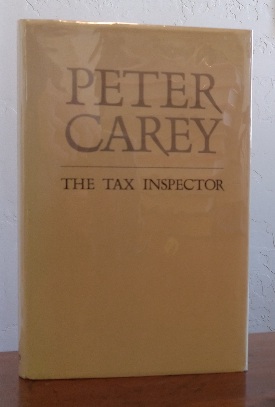 PETER
CAREY
THE TAX INSPECTOR